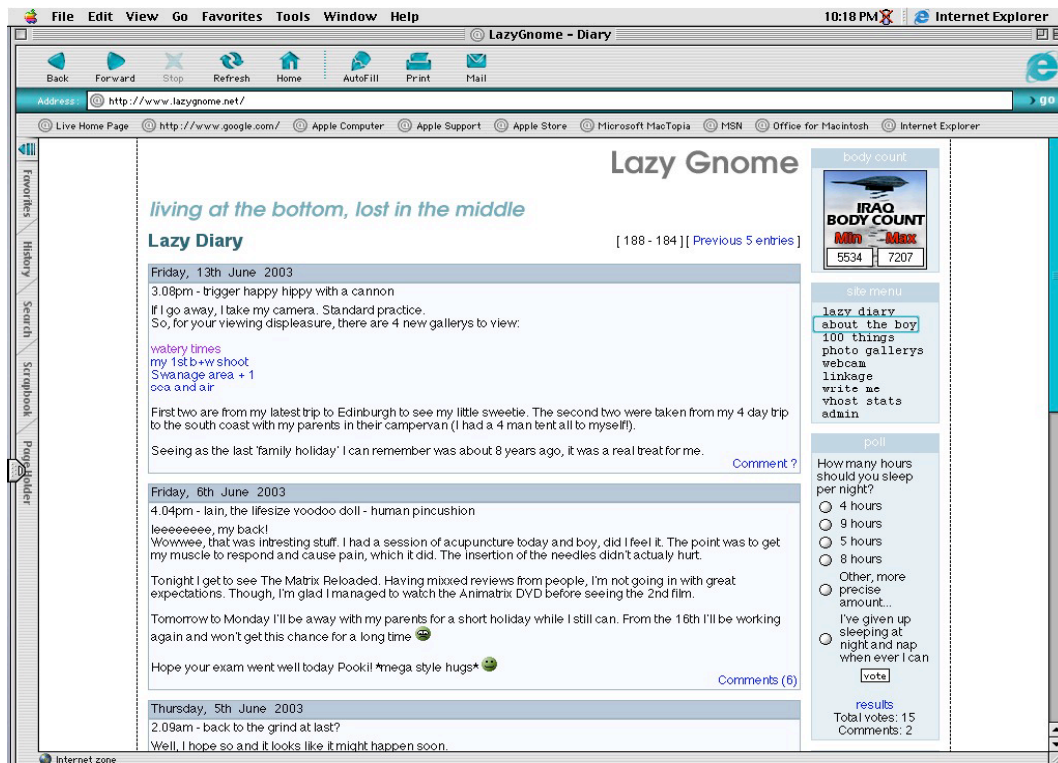 File Edit View Go Favorites Tools Window Help
10:18 PM
Internet Explorer
LazyGnome - Diary
Back Forward Stop Refresh Home AutoFill Print Mail
Address: http://www.lazygnome.net/
go
Live Home Page http://www.google.com/ Apple Computer Apple Support Apple Store Microsoft MacTopia MSN Office for Macintosh Internet Explorer
Favorites
History
Search
Scrapbook
Page Holder
Lazy Gnome
living at the bottom, lost in the middle
Lazy Diary
[ 188 - 184 ] [ Previous 5 entries ]
Friday, 13th June 2003
3.08pm - trigger happy hippy with a cannon
If I go away, I take my camera. Standard practice.
So, for your viewing displeasure, there are 4 new gallerys to view:
watery times
my 1st b+w shoot
Swanage area + 1
sea and air
First two are from my latest trip to Edinburgh to see my little sweetie. The second two were taken from my 4 day trip
to the south coast with my parents in their campervan (I had a 4 man tent all to myself!).
Seeing as the last 'family holiday' I can remember was about 8 years ago, it was a real treat for me.
Comment ?
Friday, 6th June 2003
4.04pm - Iain, the lifesize voodoo doll - human pincushion
Ieeeeeeee, my back!
Wowwee, that was intresting stuff. I had a session of acupuncture today and boy, did I feel it. The point was to get
my muscle to respond and cause pain, which it did. The insertion of the needles didn't actualy hurt.
Tonight I get to see The Matrix Reloaded. Having mixxed reviews from people, I'm not going in with great
expectations. Though, I'm glad I managed to watch the Animatrix DVD before seeing the 2nd film.
Tomorrow to Monday I'll be away with my parents for a short holiday while I still can. From the 16th I'll be working
again and won't get this chance for a long time
Hope your exam went well today Pooki! *mega style hugs*
Comments (6)
Thursday, 5th June 2003
2.09am - back to the grind at last?
Well, I hope so and it looks like it might happen soon.
body count
IRAQ
BODY COUNT
Min Max
5534 7207
site menu
lazy diary
about the boy
100 things
photo gallerys
webcam
linkage
write me
vhost stats
admin
poll
How many hours
should you sleep
per night?
4 hours
9 hours
5 hours
8 hours
Other, more
precise
amount...
I've given up
sleeping at
night and nap
when ever I can
vote
results
Total votes: 15
Comments: 2
Internet zone